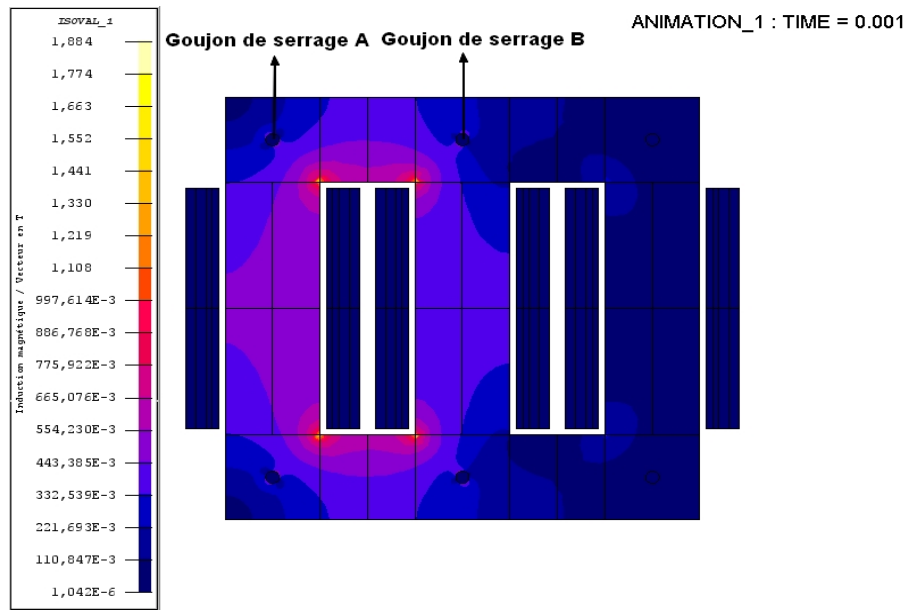 ISOVAL_1
1,884
1,774
1,663
1,552
1,441
1,330
1,219
1,108
997,614E-3
886,768E-3
775,922E-3
665,076E-3
554,230E-3
443,385E-3
332,539E-3
221,693E-3
110,847E-3
1,042E-6
Induction magnétique / Vecteur en T
Goujon de serrage A Goujon de serrage B
ANIMATION_1 : TIME = 0.001